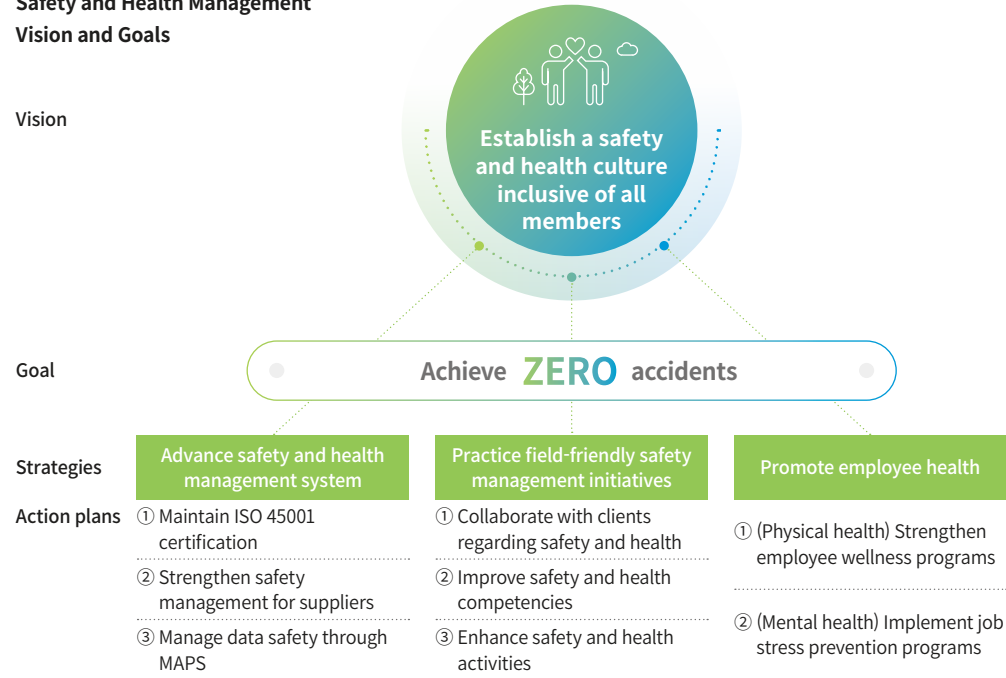 Safety and Health Management
Vision and Goals
Vision
Establish a safety
and health culture
inclusive of all
members
Goal
Achieve ZERO accidents
Strategies
Advance safety and health
management system
Practice field-friendly safety
management initiatives
Promote employee health
Action plans
① Maintain ISO 45001
certification
② Strengthen safety
management for suppliers
③ Manage data safety through
MAPS
① Collaborate with clients
regarding safety and health
② Improve safety and health
competencies
③ Enhance safety and health
activities
① (Physical health) Strengthen
employee wellness programs
② (Mental health) Implement job
stress prevention programs